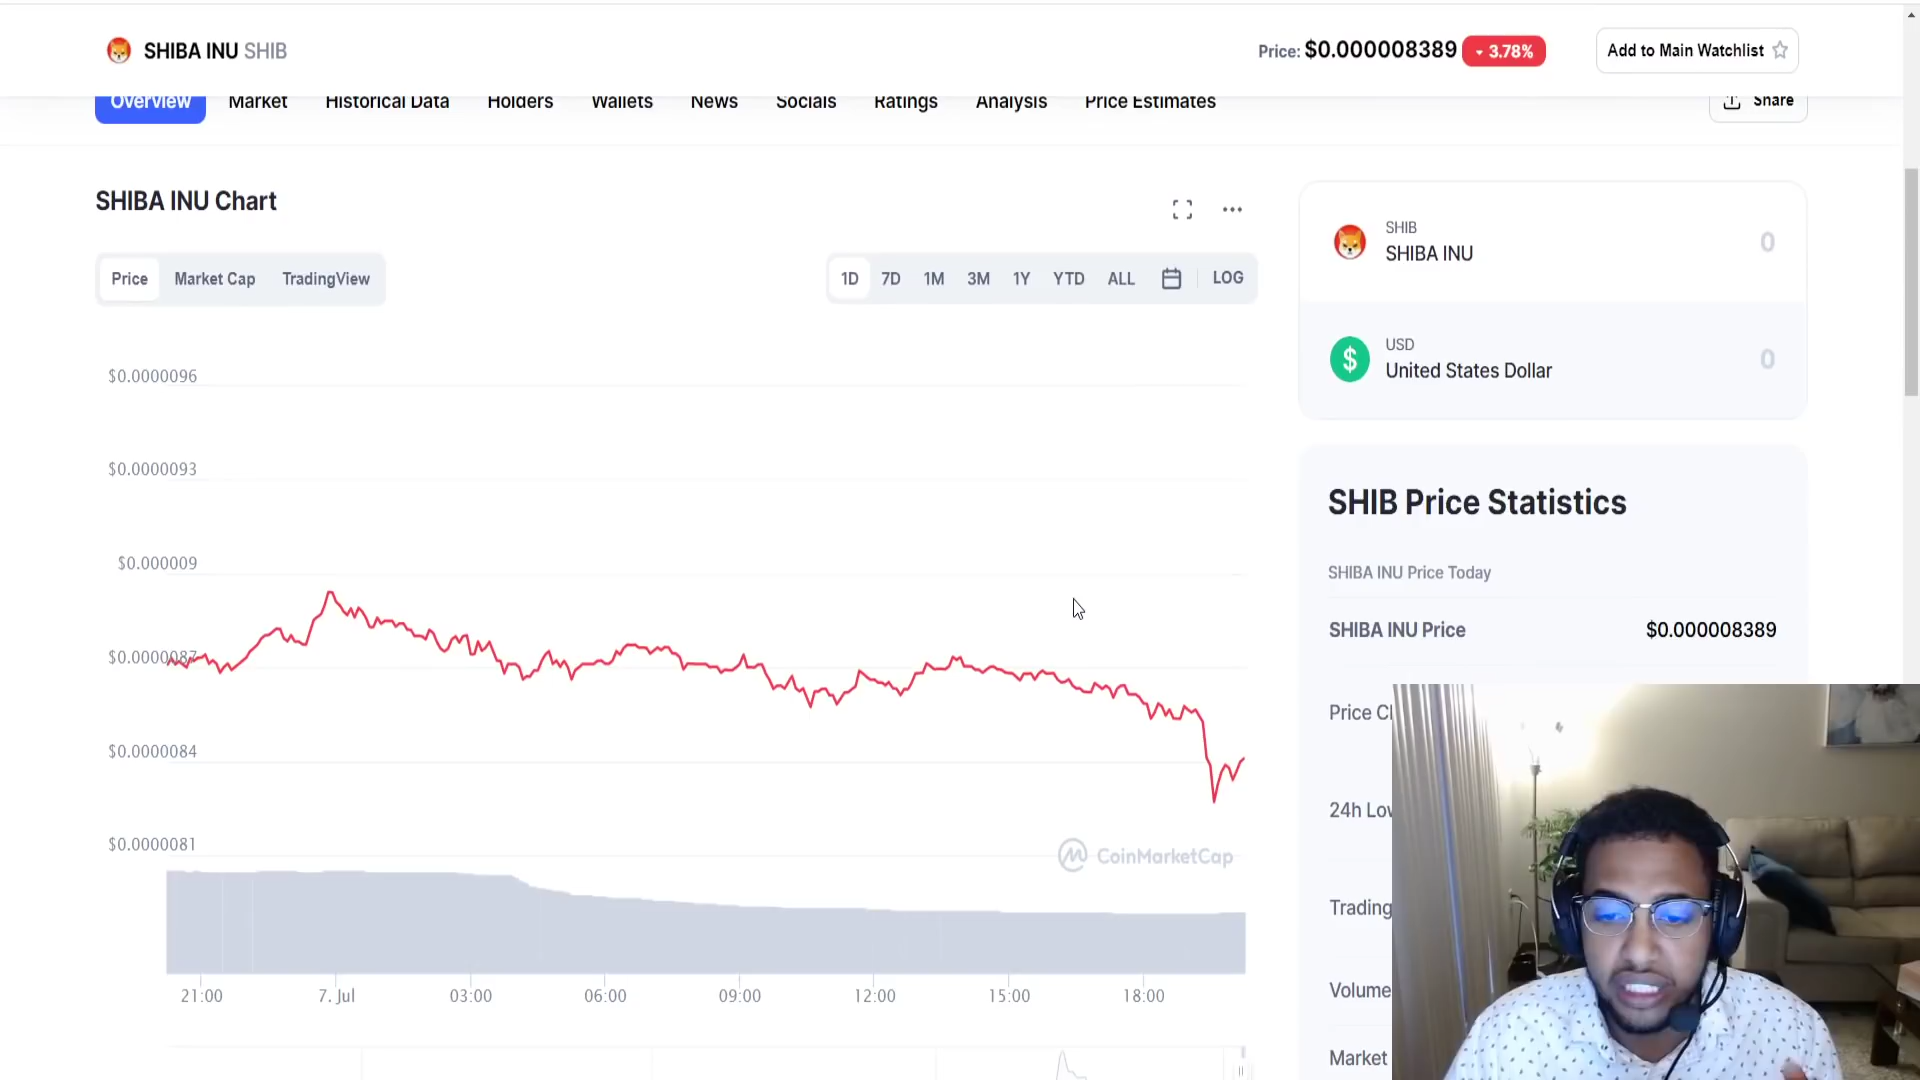 SHIBA INU SHIB
Price: $0.000008389 3.78%
Add to Main Watchlist
Overview Market Historical Data Holders Wallets News Socials Ratings Analysis Price Estimates
Share
SHIBA INU Chart
Price Market Cap TradingView
1D 7D 1M 3M 1Y YTD ALL LOG
$0.0000096
$0.0000093
$0.000009
$0.0000087
$0.0000084
$0.0000081
CoinMarketCap
21:00 7. Jul 03:00 06:00 09:00 12:00 15:00 18:00
SHIB
SHIBA INU 0
$
USD
United States Dollar 0
SHIB Price Statistics
SHIBA INU Price Today
SHIBA INU Price $0.000008389
Price
24h
Trading
Volume
Market